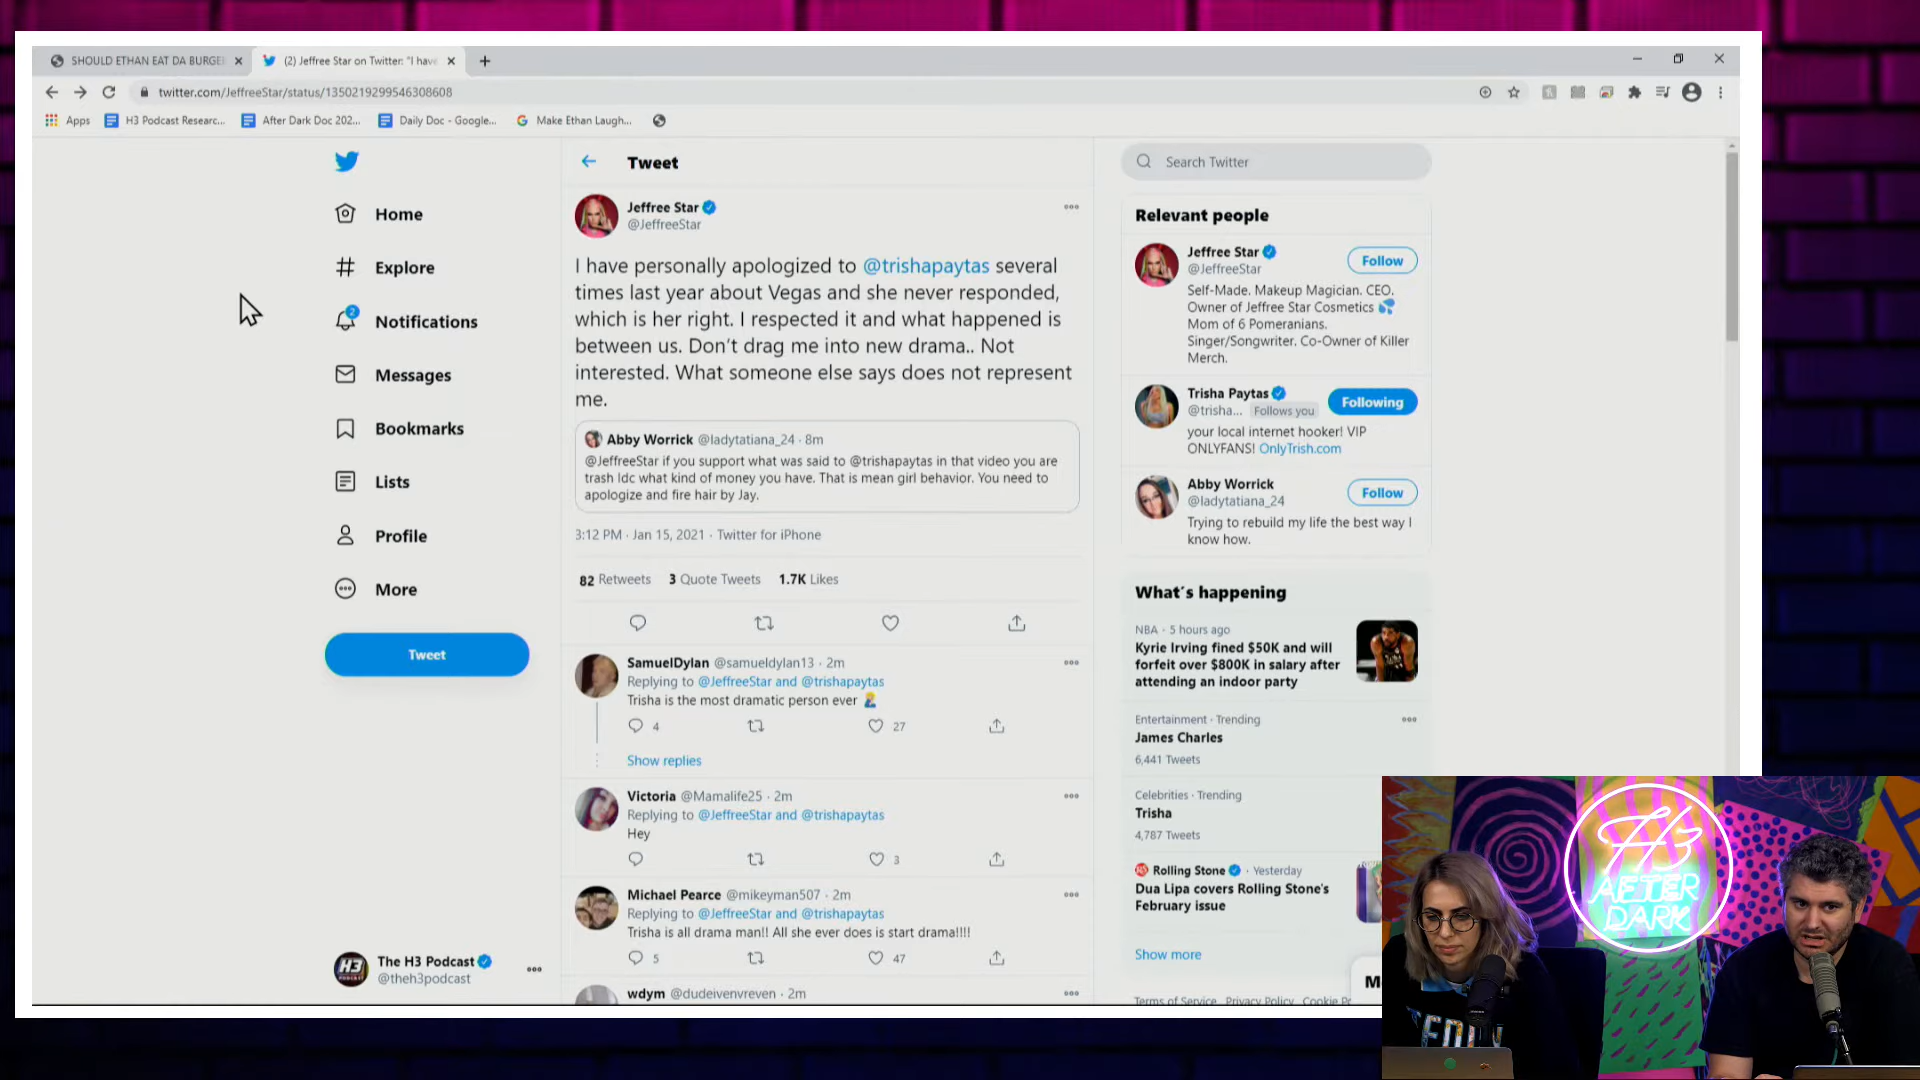 SHOULD ETHAN EAT DA BURGE
(2) Jeffree Star on Twitter: "I have
twitter.com/JeffreeStar/status/1350219299546308608
Apps
H3 Podcast Researc...
After Dark Doc 202...
Daily Doc - Google...
Make Ethan Laugh...
Home
Explore
2
Notifications
Messages
Bookmarks
Lists
Profile
More
Tweet
The H3 Podcast
@theh3podcast
Tweet
Jeffree Star
@JeffreeStar
I have personally apologized to @trishapaytas several
times last year about Vegas and she never responded,
which is her right. I respected it and what happened is
between us. Don't drag me into new drama.. Not
interested. What someone else says does not represent
me.
Abby Worrick @ladytatiana_24 · 8m
@JeffreeStar if you support what was said to @trishapaytas in that video you are
trash Idc what kind of money you have. That is mean girl behavior. You need to
apologize and fire hair by Jay.
3:12 PM · Jan 15, 2021 · Twitter for iPhone
82 Retweets 3 Quote Tweets 1.7K Likes
SamuelDylan @samueldylan13 · 2m
Replying to @JeffreeStar and @trishapaytas
Trisha is the most dramatic person ever
4 27
Show replies
Victoria @Mamalife25 · 2m
Replying to @JeffreeStar and @trishapaytas
Hey
3
Michael Pearce @mikeyman507 · 2m
Replying to @JeffreeStar and @trishapaytas
Trisha is all drama man!! All she ever does is start drama!!!!
5 47
wdym @dudeivenvreven · 2m
Search Twitter
Relevant people
Jeffree Star
@JeffreeStar
Follow
Self-Made. Makeup Magician. CEO.
Owner of Jeffree Star Cosmetics
Mom of 6 Pomeranians.
Singer/Songwriter. Co-Owner of Killer
Merch.
Trisha Paytas
@trisha... Follows you
Following
your local internet hooker! VIP
ONLYFANS! OnlyTrish.com
Abby Worrick
@ladytatiana_24
Follow
Trying to rebuild my life the best way I
know how.
What's happening
NBA · 5 hours ago
Kyrie Irving fined $50K and will
forfeit over $800K in salary after
attending an indoor party
Entertainment · Trending
James Charles
6,441 Tweets
Celebrities · Trending
Trisha
4,787 Tweets
Rolling Stone · Yesterday
Dua Lipa covers Rolling Stone's
February issue
Show more
Terms of Service Privacy Policy Cookie Po
M
H3
AFTER
DARK